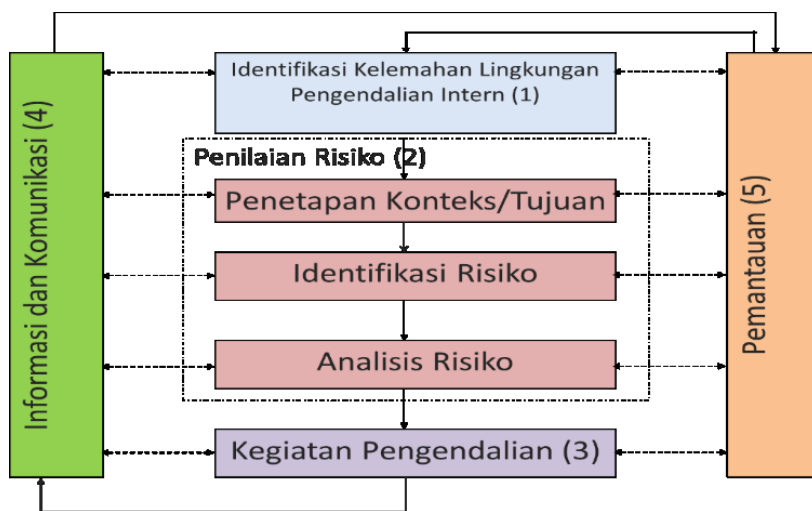 Identifikasi Kelemahan Lingkungan
Pengendalian Intern (1)
Penilaian Risiko (2)
Penetapan Konteks/Tujuan
Identifikasi Risiko
Analisis Risiko
Kegiatan Pengendalian (3)
Informasi dan Komunikasi (4)
Pemantauan (5)